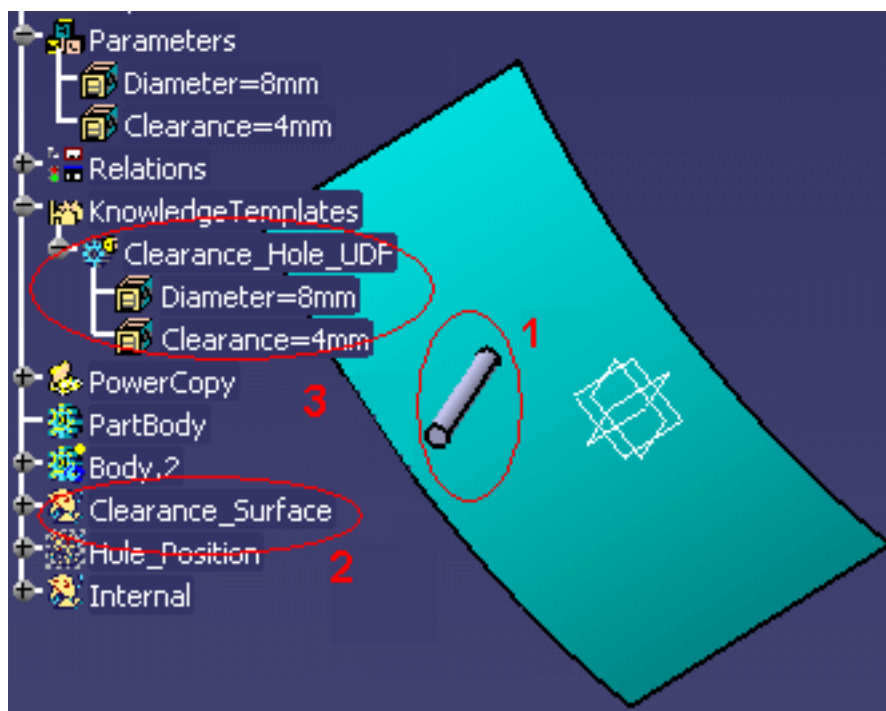 Parameters
Diameter=8mm
Clearance=4mm
Relations
KnowledgeTemplates
Clearance_Hole_UDF
Diameter=8mm
1
Clearance=4mm
PowerCopy
3
PartBody
Body.2
Clearance_Surface
Hole_Position
2
Internal